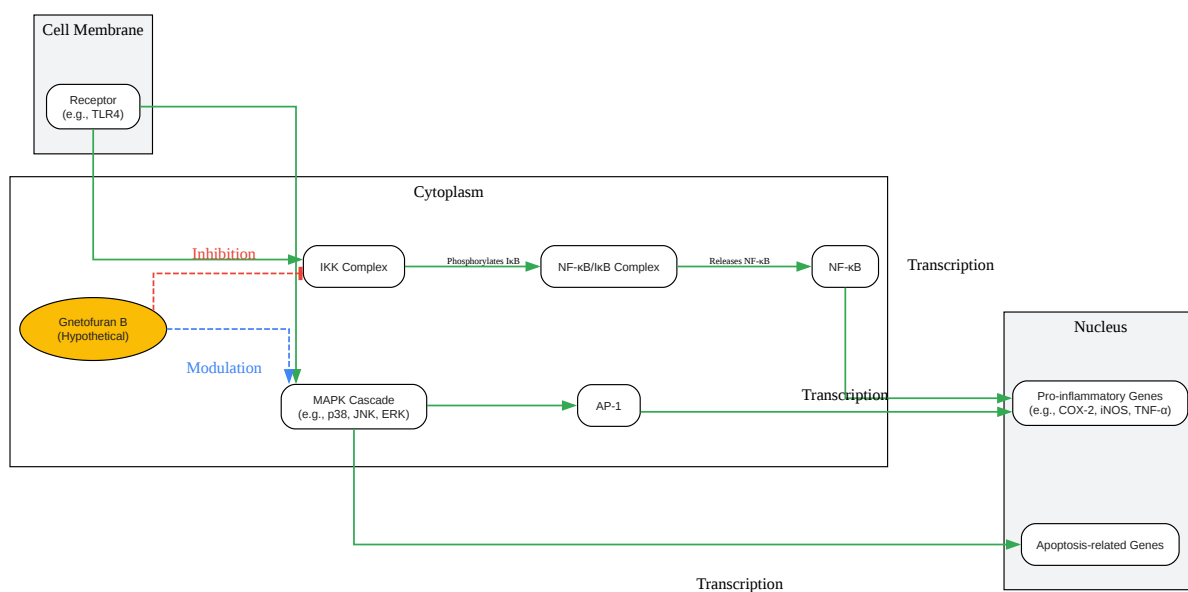 Cell Membrane
Receptor
(e.g., TLR4)
Cytoplasm
Inhibition
IKK Complex
Phosphorylates IκB
NF-κB/IκB Complex
Releases NF-κB
NF-κB
Transcription
Gnetofuran B
(Hypothetical)
Modulation
MAPK Cascade
(e.g., p38, JNK, ERK)
AP-1
Transcription
Nucleus
Pro-inflammatory Genes
(e.g., COX-2, iNOS, TNF-α)
Apoptosis-related Genes
Transcription